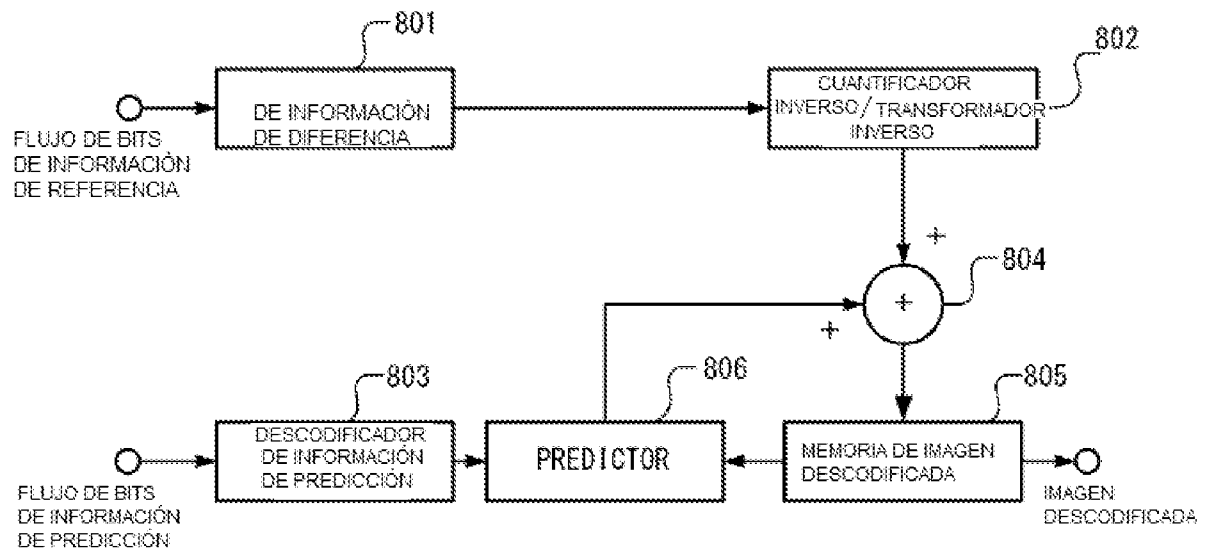 801
DE INFORMACIÓN
DE DIFERENCIA
FLUJO DE BITS
DE INFORMACIÓN
DE REFERENCIA
802
CUANTIFICADOR
INVERSO/TRANSFORMADOR
INVERSO
+
804
+
+
803
DESCODIFICADOR
DE INFORMACIÓN
DE PREDICCIÓN
FLUJO DE BITS
DE INFORMACIÓN
DE PREDICCIÓN
806
PREDICTOR
805
MEMORIA DE IMAGEN
DESCODIFICADA
IMAGEN
DESCODIFICADA